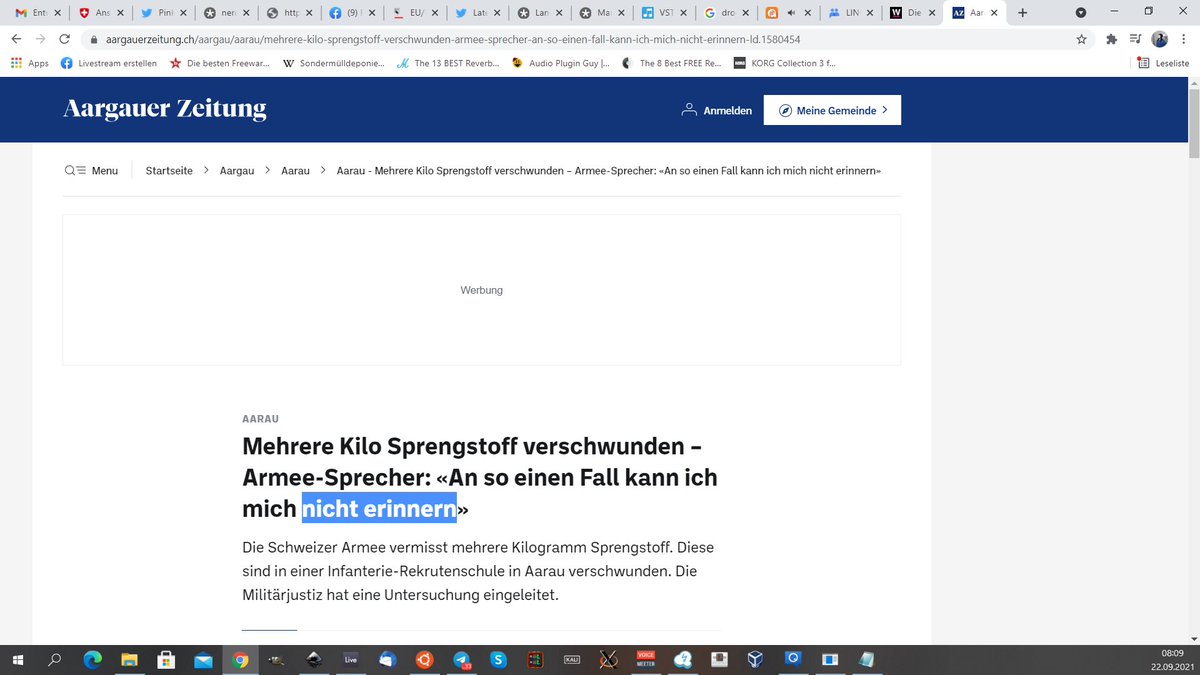 Ente
Ans
Pini
nere
http
(9) F
EU/
Late
Lan
Mai
VST
dro
LIN
Die
Aar
aargauerzeitung.ch/aargau/aarau/mehrere-kilo-sprengstoff-verschwunden-armee-sprecher-an-so-einen-fall-kann-ich-mich-nicht-erinnern-ld.1580454
Apps Livestream erstellen Die besten Freewar... Sondermülldeponie... The 13 BEST Reverb... Audio Plugin Guy |... The 8 Best FREE Re... KORG Collection 3 f... Leseliste
Aargauer Zeitung
Anmelden
Meine Gemeinde
Menu Startseite Aargau Aarau Aarau - Mehrere Kilo Sprengstoff verschwunden – Armee-Sprecher: «An so einen Fall kann ich mich nicht erinnern»
Werbung
AARAU
Mehrere Kilo Sprengstoff verschwunden –
Armee-Sprecher: «An so einen Fall kann ich
mich nicht erinnern»
Die Schweizer Armee vermisst mehrere Kilogramm Sprengstoff. Diese
sind in einer Infanterie-Rekrutenschule in Aarau verschwunden. Die
Militärjustiz hat eine Untersuchung eingeleitet.
Live
KALI
VOICE
MEETER
08:09
22.09.2021